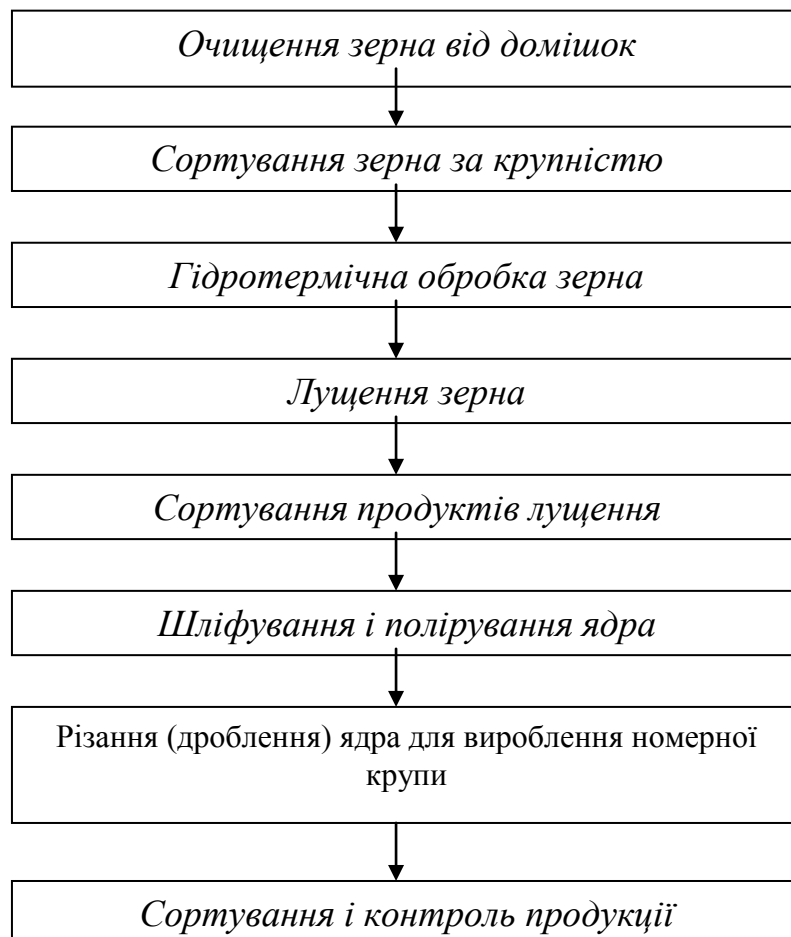 Очищення зерна від домішок
Сортування зерна за крупністю
Гідротермічна обробка зерна
Лущення зерна
Сортування продуктів лущення
Шліфування і полірування ядра
Різання (дроблення) ядра для вироблення номерної
крупи
Сортування і контроль продукції